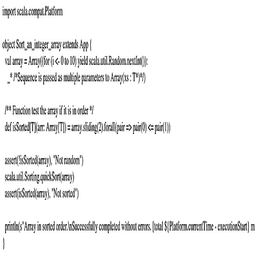 import scala.compat.Platform
object Sort_an_integer_array extends App {
val array = Array((for (i <- 0 to 10) yield scala.util.Random.nextInt()):
_* /*Sequence is passed as multiple parameters to Array(xs : T*)*/)
/** Function test the array if it is in order */
def isSorted[T](arr: Array[T]) = array.sliding(2).forall(pair => pair(0) <= pair(1))
assert(!isSorted(array), "Not random")
scala.util.Sorting.quickSort(array)
assert(isSorted(array), "Not sorted")
println(s"Array in sorted order.\nSuccessfully completed without errors. [total ${Platform.currentTime - executionStart} m
}